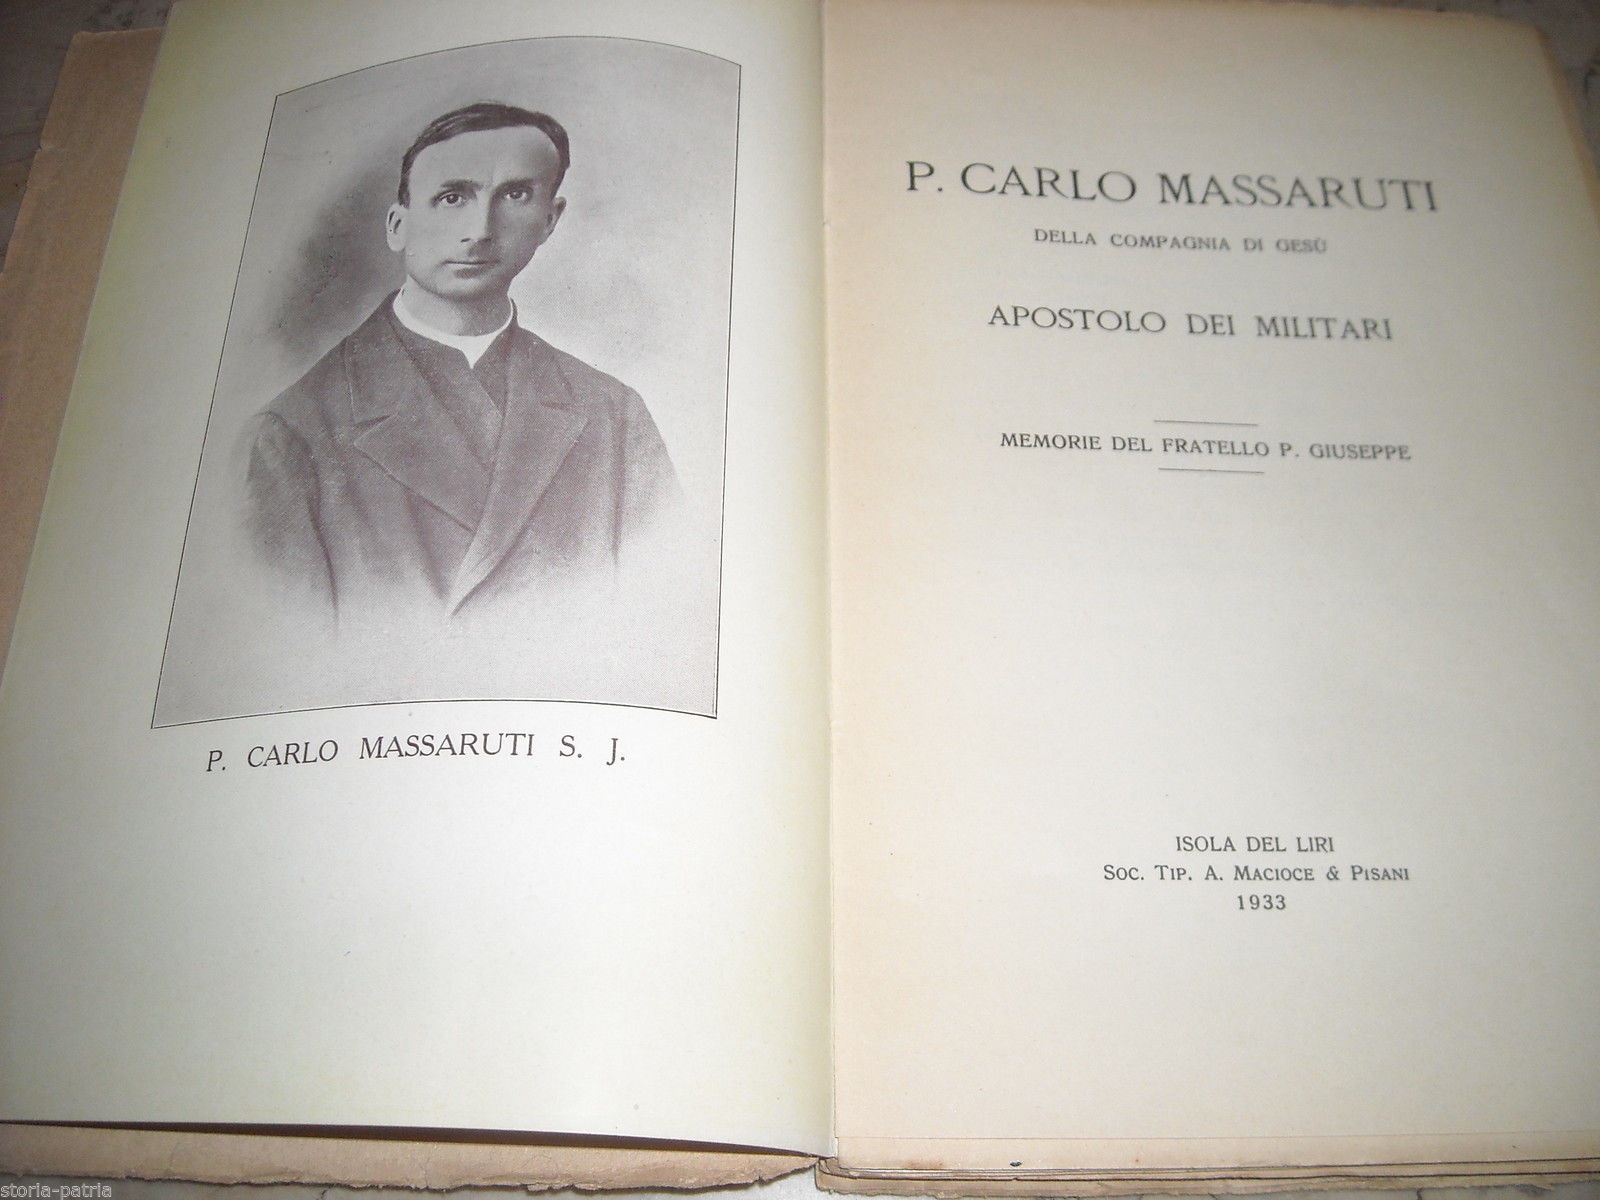 P. CARLO MASSARUTI S. J.
P. CARLO MASSARUTI
DELLA COMPAGNIA DI GESÙ
APOSTOLO DEI MILITARI
MEMORIE DEL FRATELLO P. GIUSEPPE
ISOLA DEL LIRI
SOC. TIP. A. MACIOCE & PISANI
1933
storia-patria